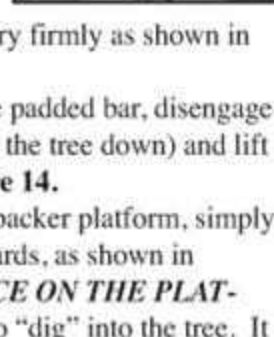 ry firmly as shown in
padded bar, disengage
the tree down) and lift
e 14.
backer platform, simply
ards, as shown in
CE ON THE PLAT-
"dig" into the tree. It